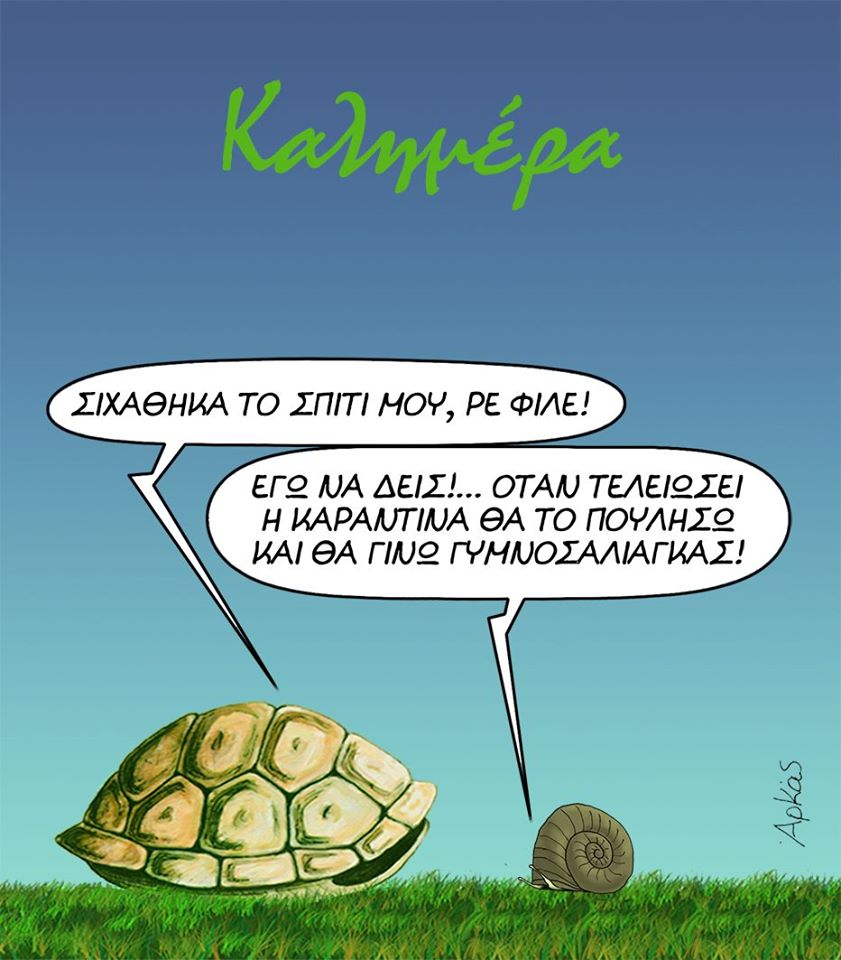 Καλημέρα
ΣΙΧΑΘΗΚΑ ΤΟ ΣΠΙΤΙ ΜΟΥ, ΡΕ ΦΙΛΕ!
ΕΓΩ ΝΑ ΔΕΙΣ!... ΟΤΑΝ ΤΕΛΕΙΩΣΕΙ
Η ΚΑΡΑΝΤΙΝΑ ΘΑ ΤΟ ΠΟΥΛΗΣΩ
ΚΑΙ ΘΑ ΓΙΝΩ ΓΥΜΝΟΣΑΛΙΑΓΚΑΣ!
Αρκάς